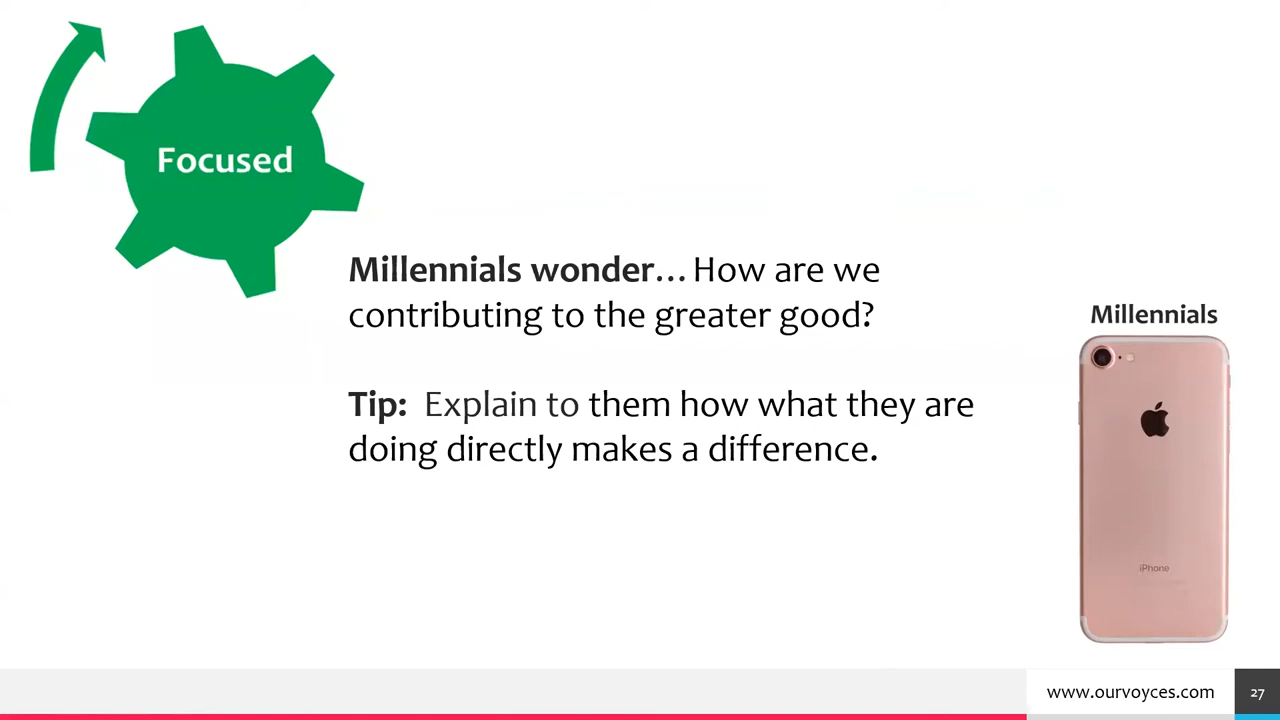 Focused
Millennials wonder… How are we
contributing to the greater good?
Tip: Explain to them how what they are
doing directly makes a difference.
Millennials
iPhone
www.ourvoyces.com
27